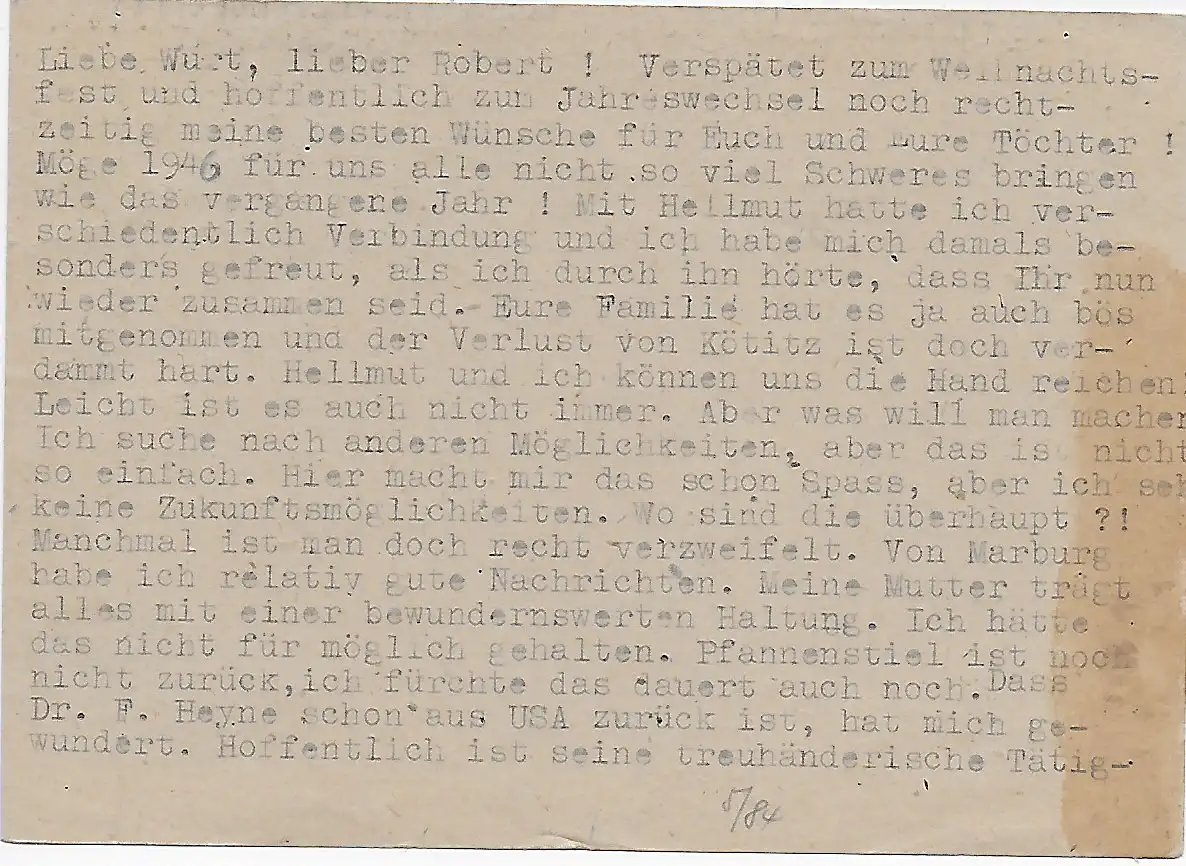 Liebe Wurt, lieber Robert ! Verspätet zum Weihnachts-
fest und hoffentlich zum Jahreswechsel noch recht-
zeitig meine besten Wünsche für Euch und Eure Töchter !
Möge 1946 für uns alle nicht so viel Schweres bringen
wie das vergangene Jahr ! Mit Hellmut hatte ich ver-
schiedentlich Verbindung und ich habe mich damals be-
sonders gefreut, als ich durch ihn hörte, dass Ihr nun
wieder zusammen seid.- Eure Familie hat es ja auch bös
mitgenommen und der Verlust von Kötitz ist doch ver-
dammt hart. Hellmut und ich können uns die Hand reichen!
Leicht ist es auch nicht immer. Aber was will man machen
Ich suche nach anderen Möglichkeiten, aber das is nicht
so einfach. Hier macht mir das schon Spass, aber ich seh
keine Zukunftsmöglichkeiten. Wo sind die überhaupt ?!
Manchmal ist man doch recht verzweifelt. Von Marburg
habe ich relativ gute Nachrichten. Meine Mutter trägt
alles mit einer bewundernswerten Haltung. Ich hätte
das nicht für möglich gehalten. Pfannenstiel ist noch
nicht zurück, ich fürchte das dauert auch noch. Dass
Dr. F. Heyne schon aus USA zurück ist, hat mich ge-
wundert. Hoffentlich ist seine treuhänderische Tätig-
5/84